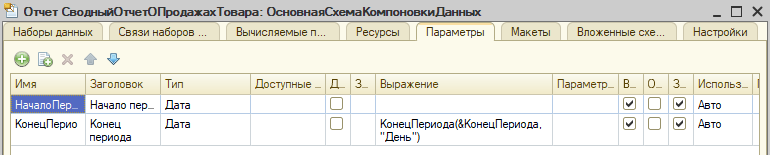 Отчет СводныйОтчетОПродажахТовара: ОсновнаяСхемаКомпоновкиДанных
Наборы данных Связи наборов ... Вычисляемые п... Ресурсы Параметры Макеты Вложенные схе... Настройки
Имя Заголовок Тип Доступные ... Д... З... Выражение Параметр... В... О... З... Использ...
НачалоПер... Начало пер... Дата Авто
КонецПерио Конец периода Дата КонецПериода(&КонецПериода, "День") Авто